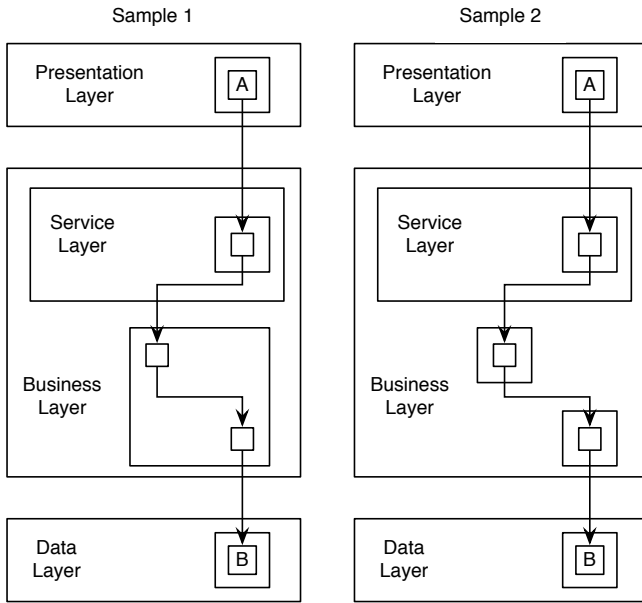 Sample 1
Presentation
Layer
A
Service
Layer
Business
Layer
Data
Layer
B
Sample 2
Presentation
Layer
A
Service
Layer
Business
Layer
Data
Layer
B